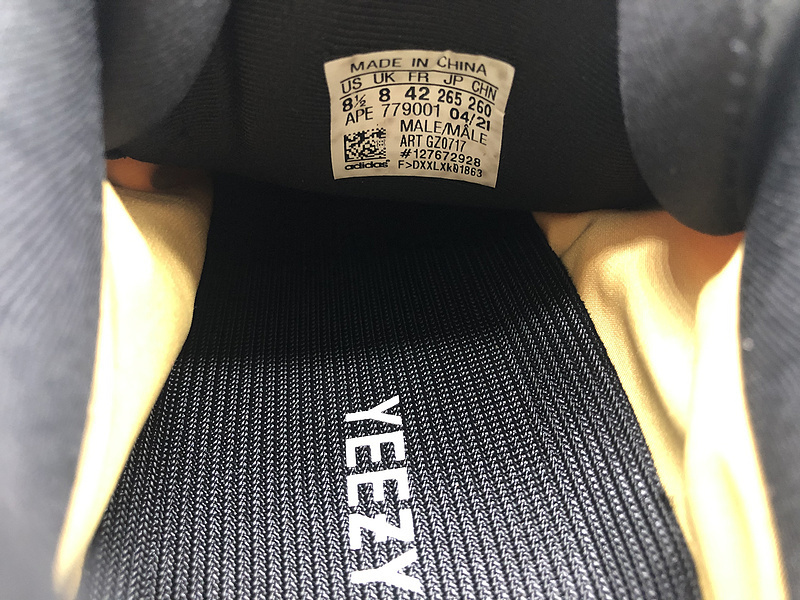 MADE IN CHINA
US UK FR JP CHN
8½ 8 42 265 260
APE 779001 04/21
MALE/MÂLE
ART GZ0717
#127672928
F>DXXLXk01863
adidas
YEEZY